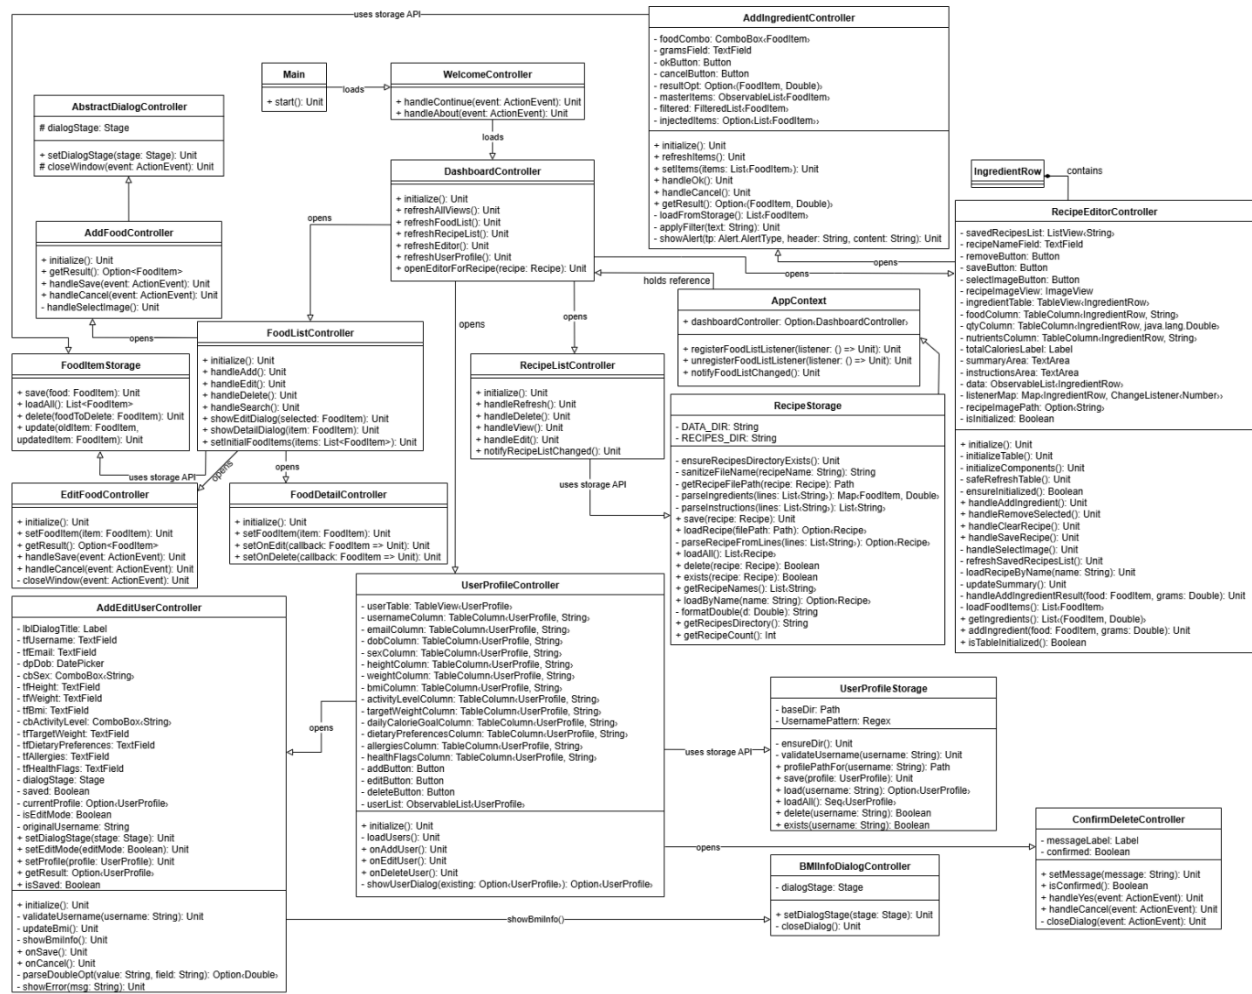 uses storage API
AddIngredientController
- foodCombo: ComboBox<FoodItem>
- gramsField: TextField
- okButton: Button
- cancelButton: Button
- resultOpt: Option<(FoodItem, Double)>
- masterItems: ObservableList<FoodItem>
- filtered: FilteredList<FoodItem>
- injectedItems: Option<List<FoodItem>>
+ initialize(): Unit
+ refreshItems(): Unit
+ setItems(items: List<FoodItem>): Unit
+ handleOk(): Unit
+ handleCancel(): Unit
+ getResult(): Option<(FoodItem, Double)>
- loadFromStorage(): List<FoodItem>
- applyFilter(text: String): Unit
- showAlert(tp: Alert.AlertType, header: String, content: String): Unit
Main
+ start(): Unit
loads
WelcomeController
+ handleContinue(event: ActionEvent): Unit
+ handleAbout(event: ActionEvent): Unit
loads
AbstractDialogController
# dialogStage: Stage
+ setDialogStage(stage: Stage): Unit
# closeWindow(event: ActionEvent): Unit
DashboardController
+ initialize(): Unit
+ refreshAllViews(): Unit
+ refreshFoodList(): Unit
+ refreshRecipeList(): Unit
+ refreshEditor(): Unit
+ refreshUserProfile(): Unit
+ openEditorForRecipe(recipe: Recipe): Unit
opens
IngredientRow
contains
RecipeEditorController
- savedRecipesList: ListView<String>
- recipeNameField: TextField
- removeButton: Button
- saveButton: Button
- selectImageButton: Button
- recipeImageView: ImageView
- ingredientTable: TableView<IngredientRow>
- foodColumn: TableColumn<IngredientRow, String>
- qtyColumn: TableColumn<IngredientRow, java.lang.Double>
- nutrientsColumn: TableColumn<IngredientRow, String>
- totalCaloriesLabel: Label
- summaryArea: TextArea
- instructionsArea: TextArea
- data: ObservableList<IngredientRow>
- listenerMap: Map<IngredientRow, ChangeListener<Number>>
- recipeImagePath: Option<String>
- isInitialized: Boolean
+ initialize(): Unit
- initializeTable(): Unit
- initializeComponents(): Unit
- safeRefreshTable(): Unit
- ensureInitialized(): Boolean
+ handleAddIngredient(): Unit
+ handleRemoveSelected(): Unit
+ handleClearRecipe(): Unit
+ handleSaveRecipe(): Unit
- handleSelectImage(): Unit
- refreshSavedRecipesList(): Unit
- loadRecipeByName(name: String): Unit
- updateSummary(): Unit
- handleAddIngredientResult(food: FoodItem, grams: Double): Unit
- loadFoodItems(): List<FoodItem>
+ getIngredients(): List<(FoodItem, Double)>
+ addIngredient(food: FoodItem, grams: Double): Unit
+ isTableInitialized(): Boolean
opens
opens
holds reference
AddFoodController
+ initialize(): Unit
+ getResult(): Option<FoodItem>
+ handleSave(event: ActionEvent): Unit
+ handleCancel(event: ActionEvent): Unit
- handleSelectImage(): Unit
opens
AppContext
+ dashboardController: Option<DashboardController>
+ registerFoodListListener(listener: () => Unit): Unit
+ unregisterFoodListListener(listener: () => Unit): Unit
+ notifyFoodListChanged(): Unit
FoodListController
+ initialize(): Unit
+ handleAdd(): Unit
+ handleEdit(): Unit
+ handleDelete(): Unit
+ handleSearch(): Unit
+ showEditDialog(selected: FoodItem): Unit
+ showDetailDialog(item: FoodItem): Unit
+ setInitialFoodItems(items: List<FoodItem>): Unit
opens
opens
FoodItemStorage
+ save(food: FoodItem): Unit
+ loadAll(): List<FoodItem>
+ delete(foodToDelete: FoodItem): Unit
+ update(oldItem: FoodItem,
updatedItem: FoodItem): Unit
RecipeListController
+ initialize(): Unit
+ handleRefresh(): Unit
+ handleDelete(): Unit
+ handleView(): Unit
+ handleEdit(): Unit
+ notifyRecipeListChanged(): Unit
uses storage API
RecipeStorage
- DATA_DIR: String
- RECIPES_DIR: String
- ensureRecipesDirectoryExists(): Unit
- sanitizeFileName(recipeName: String): String
- getRecipeFilePath(recipe: Recipe): Path
- parseIngredients(lines: List<String>): Map<FoodItem, Double>
- parseInstructions(lines: List<String>): List<String>
+ save(recipe: Recipe): Unit
+ loadRecipe(filePath: Path): Option<Recipe>
- parseRecipeFromLines(lines: List<String>): Option<Recipe>
+ loadAll(): List<Recipe>
+ delete(recipe: Recipe): Boolean
+ exists(recipe: Recipe): Boolean
+ getRecipeNames(): List<String>
+ loadByName(name: String): Option<Recipe>
- formatDouble(d: Double): String
+ getRecipesDirectory(): String
+ getRecipeCount(): Int
uses storage API
opens
opens
EditFoodController
+ initialize(): Unit
+ setFoodItem(item: FoodItem): Unit
+ getResult(): Option<FoodItem>
+ handleSave(event: ActionEvent): Unit
+ handleCancel(event: ActionEvent): Unit
- closeWindow(event: ActionEvent): Unit
FoodDetailController
+ initialize(): Unit
+ setFoodItem(item: FoodItem): Unit
+ setOnEdit(callback: FoodItem => Unit): Unit
+ setOnDelete(callback: FoodItem => Unit): Unit
AddEditUserController
- lblDialogTitle: Label
- tfUsername: TextField
- tfEmail: TextField
- dpDob: DatePicker
- cbSex: ComboBox<String>
- tfHeight: TextField
- tfWeight: TextField
- tfBmi: TextField
- cbActivityLevel: ComboBox<String>
- tfTargetWeight: TextField
- tfDietaryPreferences: TextField
- tfAllergies: TextField
- tfHealthFlags: TextField
- dialogStage: Stage
- saved: Boolean
- currentProfile: Option<UserProfile>
- isEditMode: Boolean
- originalUsername: String
+ setDialogStage(stage: Stage): Unit
+ setEditMode(editMode: Boolean): Unit
+ setProfile(profile: UserProfile): Unit
+ getResult: Option<UserProfile>
+ isSaved: Boolean
+ initialize(): Unit
- validateUsername(username: String): Unit
- updateBmi(): Unit
- showBmiInfo(): Unit
+ onSave(): Unit
+ onCancel(): Unit
- parseDoubleOpt(value: String, field: String): Option<Double>
- showError(msg: String): Unit
opens
UserProfileController
- userTable: TableView<UserProfile>
- usernameColumn: TableColumn<UserProfile, String>
- emailColumn: TableColumn<UserProfile, String>
- dobColumn: TableColumn<UserProfile, String>
- sexColumn: TableColumn<UserProfile, String>
- heightColumn: TableColumn<UserProfile, String>
- weightColumn: TableColumn<UserProfile, String>
- bmiColumn: TableColumn<UserProfile, String>
- activityLevelColumn: TableColumn<UserProfile, String>
- targetWeightColumn: TableColumn<UserProfile, String>
- dailyCalorieGoalColumn: TableColumn<UserProfile, String>
- dietaryPreferencesColumn: TableColumn<UserProfile, String>
- allergiesColumn: TableColumn<UserProfile, String>
- healthFlagsColumn: TableColumn<UserProfile, String>
- addButton: Button
- editButton: Button
- deleteButton: Button
- userList: ObservableList<UserProfile>
+ initialize(): Unit
- loadUsers(): Unit
+ onAddUser(): Unit
+ onEditUser(): Unit
+ onDeleteUser(): Unit
- showUserDialog(existing: Option<UserProfile>): Option<UserProfile>
uses storage API
UserProfileStorage
- baseDir: Path
- UsernamePattern: Regex
- ensureDir(): Unit
- validateUsername(username: String): Unit
+ profilePathFor(username: String): Path
+ save(profile: UserProfile): Unit
+ load(username: String): Option<UserProfile>
+ loadAll(): Seq<UserProfile>
+ delete(username: String): Boolean
+ exists(username: String): Boolean
opens
ConfirmDeleteController
- messageLabel: Label
- confirmed: Boolean
+ setMessage(message: String): Unit
+ isConfirmed(): Boolean
+ handleYes(event: ActionEvent): Unit
+ handleCancel(event: ActionEvent): Unit
- closeDialog(event: ActionEvent): Unit
BMIInfoDialogController
- dialogStage: Stage
+ setDialogStage(stage: Stage): Unit
- closeDialog(): Unit
showBmiInfo()